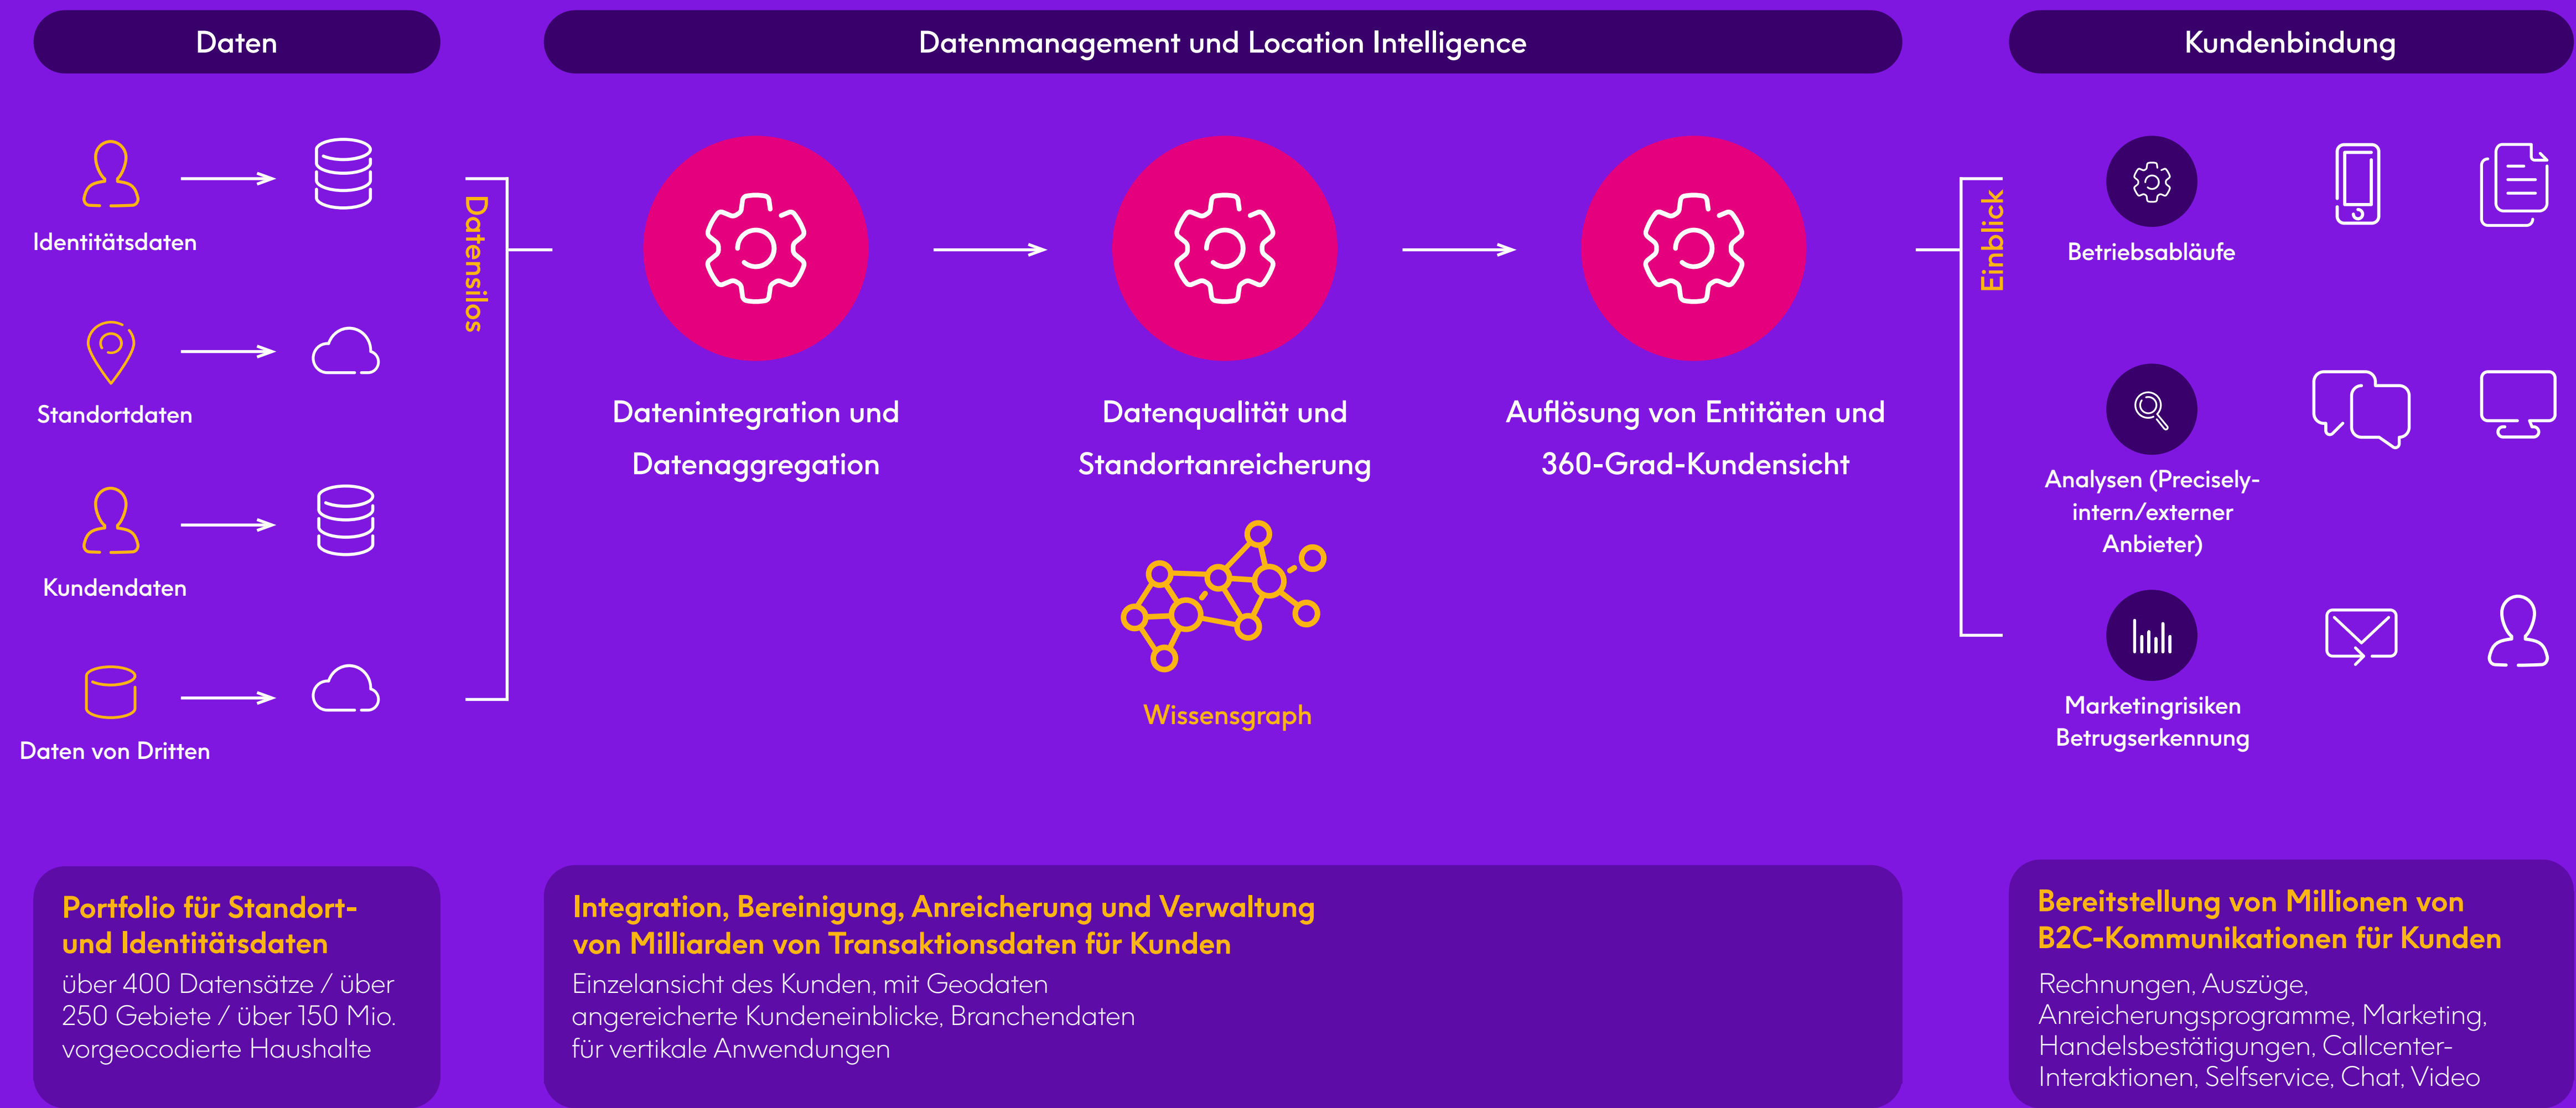 Daten
Datenmanagement und Location Intelligence
Kundenbindung
Identitätsdaten
Standortdaten
Kundendaten
Daten von Dritten
Datensilos
Datenintegration und
Datenaggregation
Datenqualität und
Standortanreicherung
Auflösung von Entitäten und
360-Grad-Kundensicht
Wissensgraph
Einblick
Betriebsabläufe
Analysen (Precisely-
intern/externer
Anbieter)
Marketingrisiken
Betrugserkennung
Portfolio für Standort-
und Identitätsdaten
über 400 Datensätze / über
250 Gebiete / über 150 Mio.
vorgeocodierte Haushalte
Integration, Bereinigung, Anreicherung und Verwaltung
von Milliarden von Transaktionsdaten für Kunden
Einzelansicht des Kunden, mit Geodaten
angereicherte Kundeneinblicke, Branchendaten
für vertikale Anwendungen
Bereitstellung von Millionen von
B2C-Kommunikationen für Kunden
Rechnungen, Auszüge,
Anreicherungsprogramme, Marketing,
Handelsbestätigungen, Callcenter-
Interaktionen, Selfservice, Chat, Video